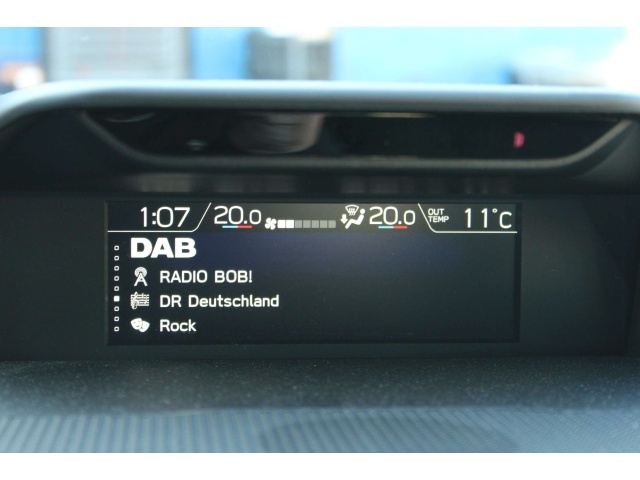 1:07 20.0 20.0 OUT TEMP 11°C
DAB
RADIO BOB!
DR Deutschland
Rock